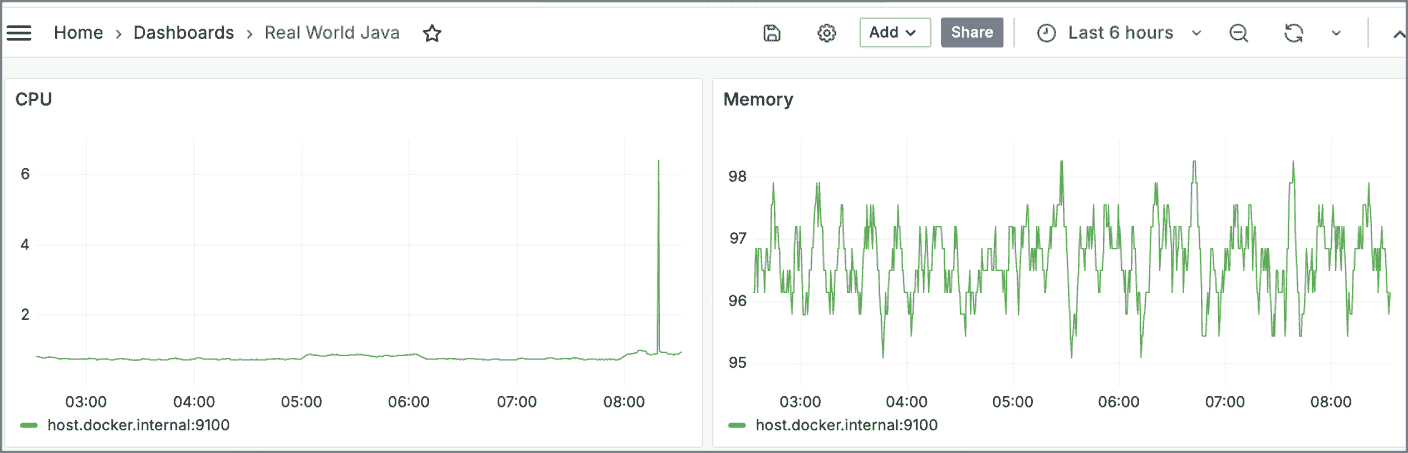 Home > Dashboards > Real World Java Add Share Last 6 hours
CPU
6
4
2
03:00 04:00 05:00 06:00 07:00 08:00
host.docker.internal:9100
Memory
98
97
96
95
03:00 04:00 05:00 06:00 07:00 08:00
host.docker.internal:9100